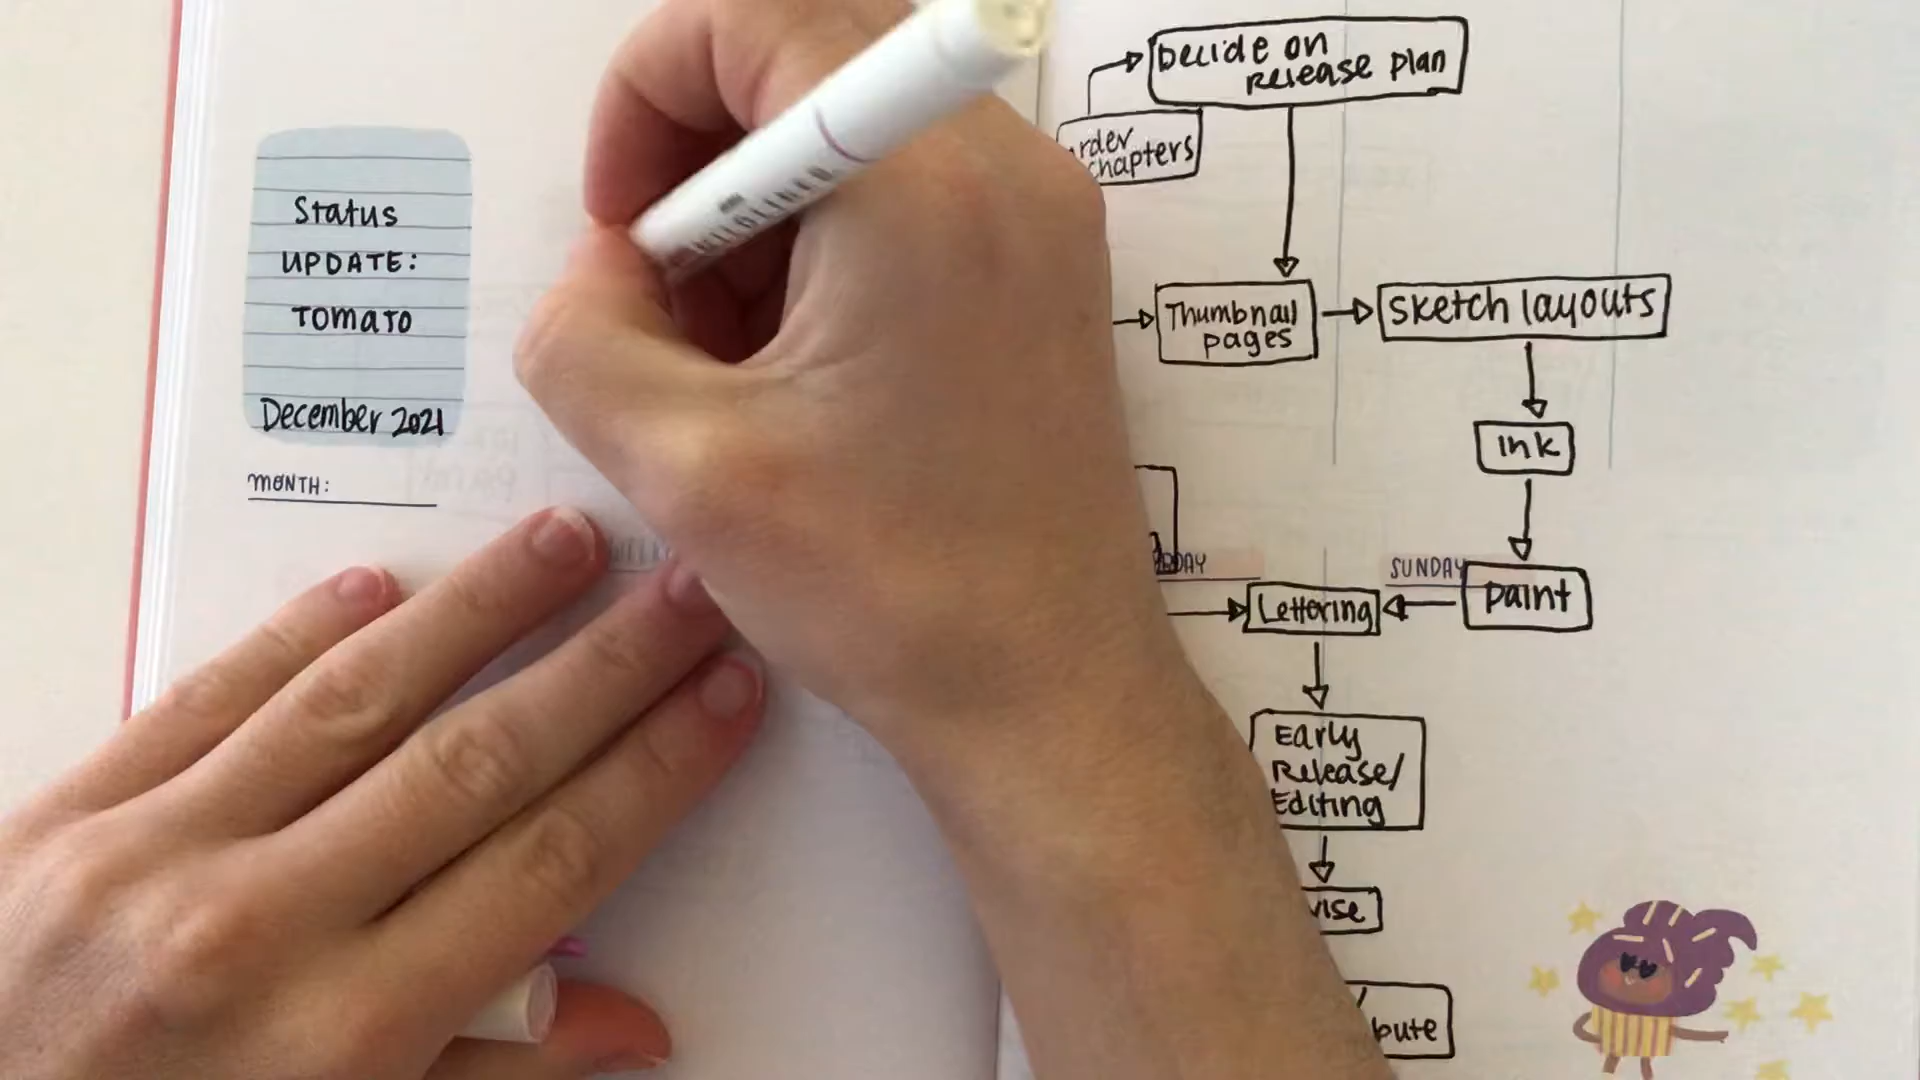 Status
UPDATE:
Tomato
December 2021
MONTH:
Decide on
release plan
chapters
Thumbnail
pages
Sketch layouts
ink
paint
SUNDAY
Lettering
Early
Release/
Editing